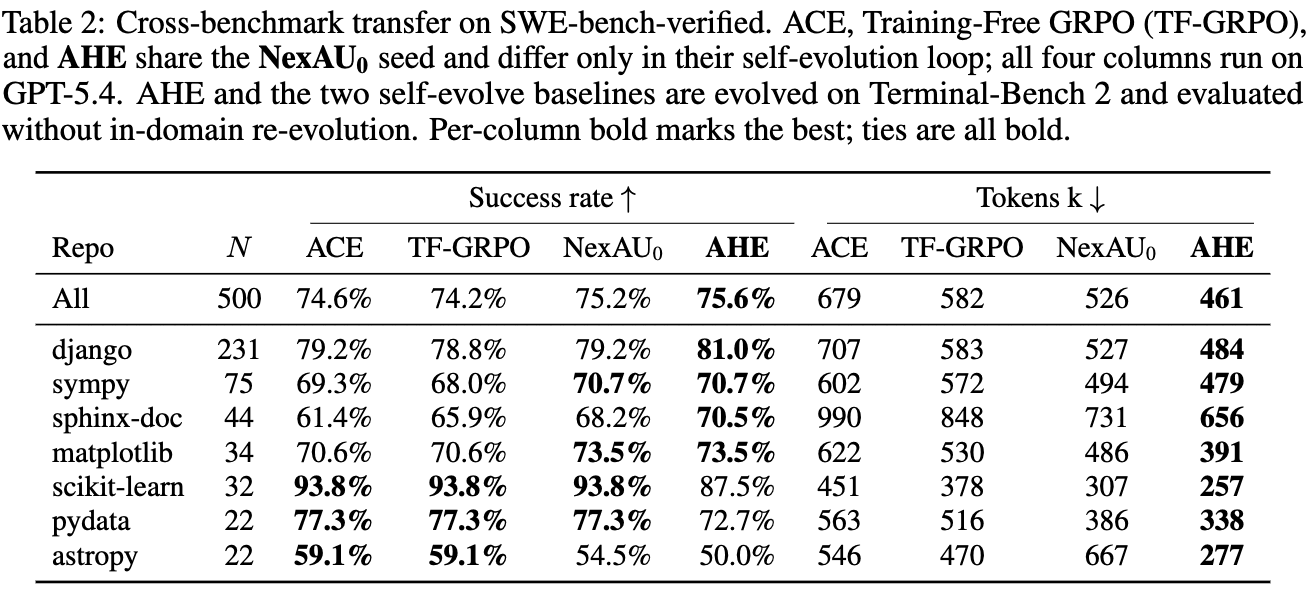 Table 2: Cross-benchmark transfer on SWE-bench-verified. ACE, Training-Free GRPO (TF-GRPO),
and AHE share the NexAU₀ seed and differ only in their self-evolution loop; all four columns run on
GPT-5.4. AHE and the two self-evolve baselines are evolved on Terminal-Bench 2 and evaluated
without in-domain re-evolution. Per-column bold marks the best; ties are all bold.
Success rate ↑ Tokens k ↓
Repo N ACE TF-GRPO NexAU₀ AHE ACE TF-GRPO NexAU₀ AHE
All 500 74.6% 74.2% 75.2% 75.6% 679 582 526 461
django 231 79.2% 78.8% 79.2% 81.0% 707 583 527 484
sympy 75 69.3% 68.0% 70.7% 70.7% 602 572 494 479
sphinx-doc 44 61.4% 65.9% 68.2% 70.5% 990 848 731 656
matplotlib 34 70.6% 70.6% 73.5% 73.5% 622 530 486 391
scikit-learn 32 93.8% 93.8% 93.8% 87.5% 451 378 307 257
pydata 22 77.3% 77.3% 77.3% 72.7% 563 516 386 338
astropy 22 59.1% 59.1% 54.5% 50.0% 546 470 667 277